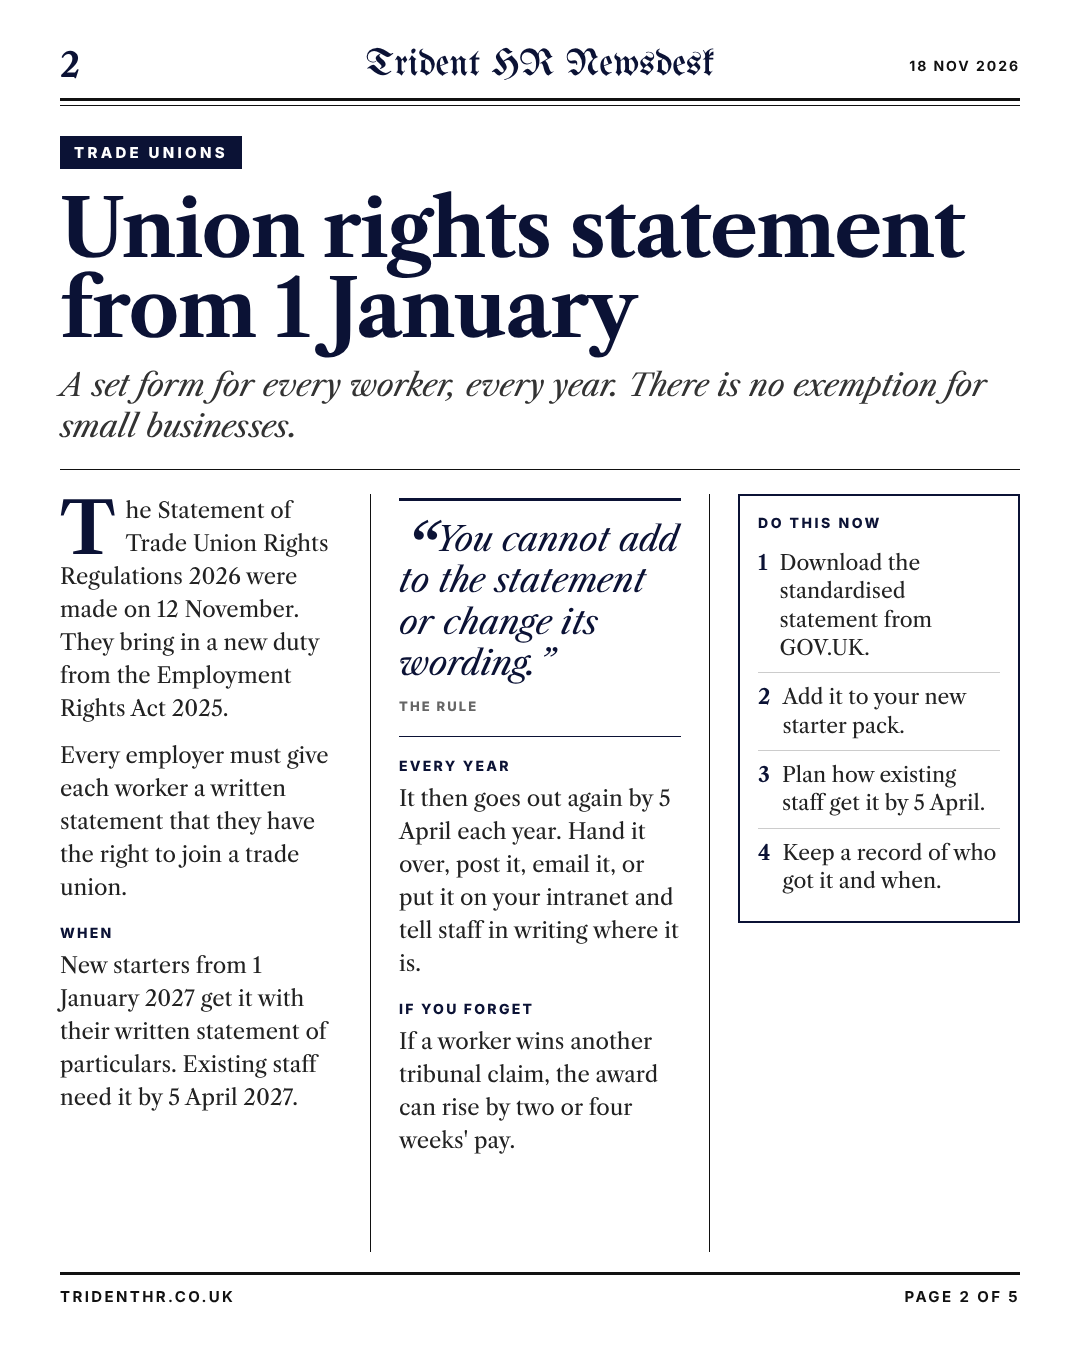 2
Trident HR Newsdesk
18 NOV 2026
TRADE UNIONS
Union rights statement
from 1 January
A set form for every worker, every year. There is no exemption for
small businesses.
The Statement of
Trade Union Rights
Regulations 2026 were
made on 12 November.
They bring in a new duty
from the Employment
Rights Act 2025.
Every employer must give
each worker a written
statement that they have
the right to join a trade
union.
WHEN
New starters from 1
January 2027 get it with
their written statement of
particulars. Existing staff
need it by 5 April 2027.
“You cannot add
to the statement
or change its
wording.”
THE RULE
EVERY YEAR
It then goes out again by 5
April each year. Hand it
over, post it, email it, or
put it on your intranet and
tell staff in writing where it
is.
IF YOU FORGET
If a worker wins another
tribunal claim, the award
can rise by two or four
weeks' pay.
DO THIS NOW
1 Download the
standardised
statement from
GOV.UK.
2 Add it to your new
starter pack.
3 Plan how existing
staff get it by 5 April.
4 Keep a record of who
got it and when.
TRIDENTHR.CO.UK
PAGE 2 OF 5